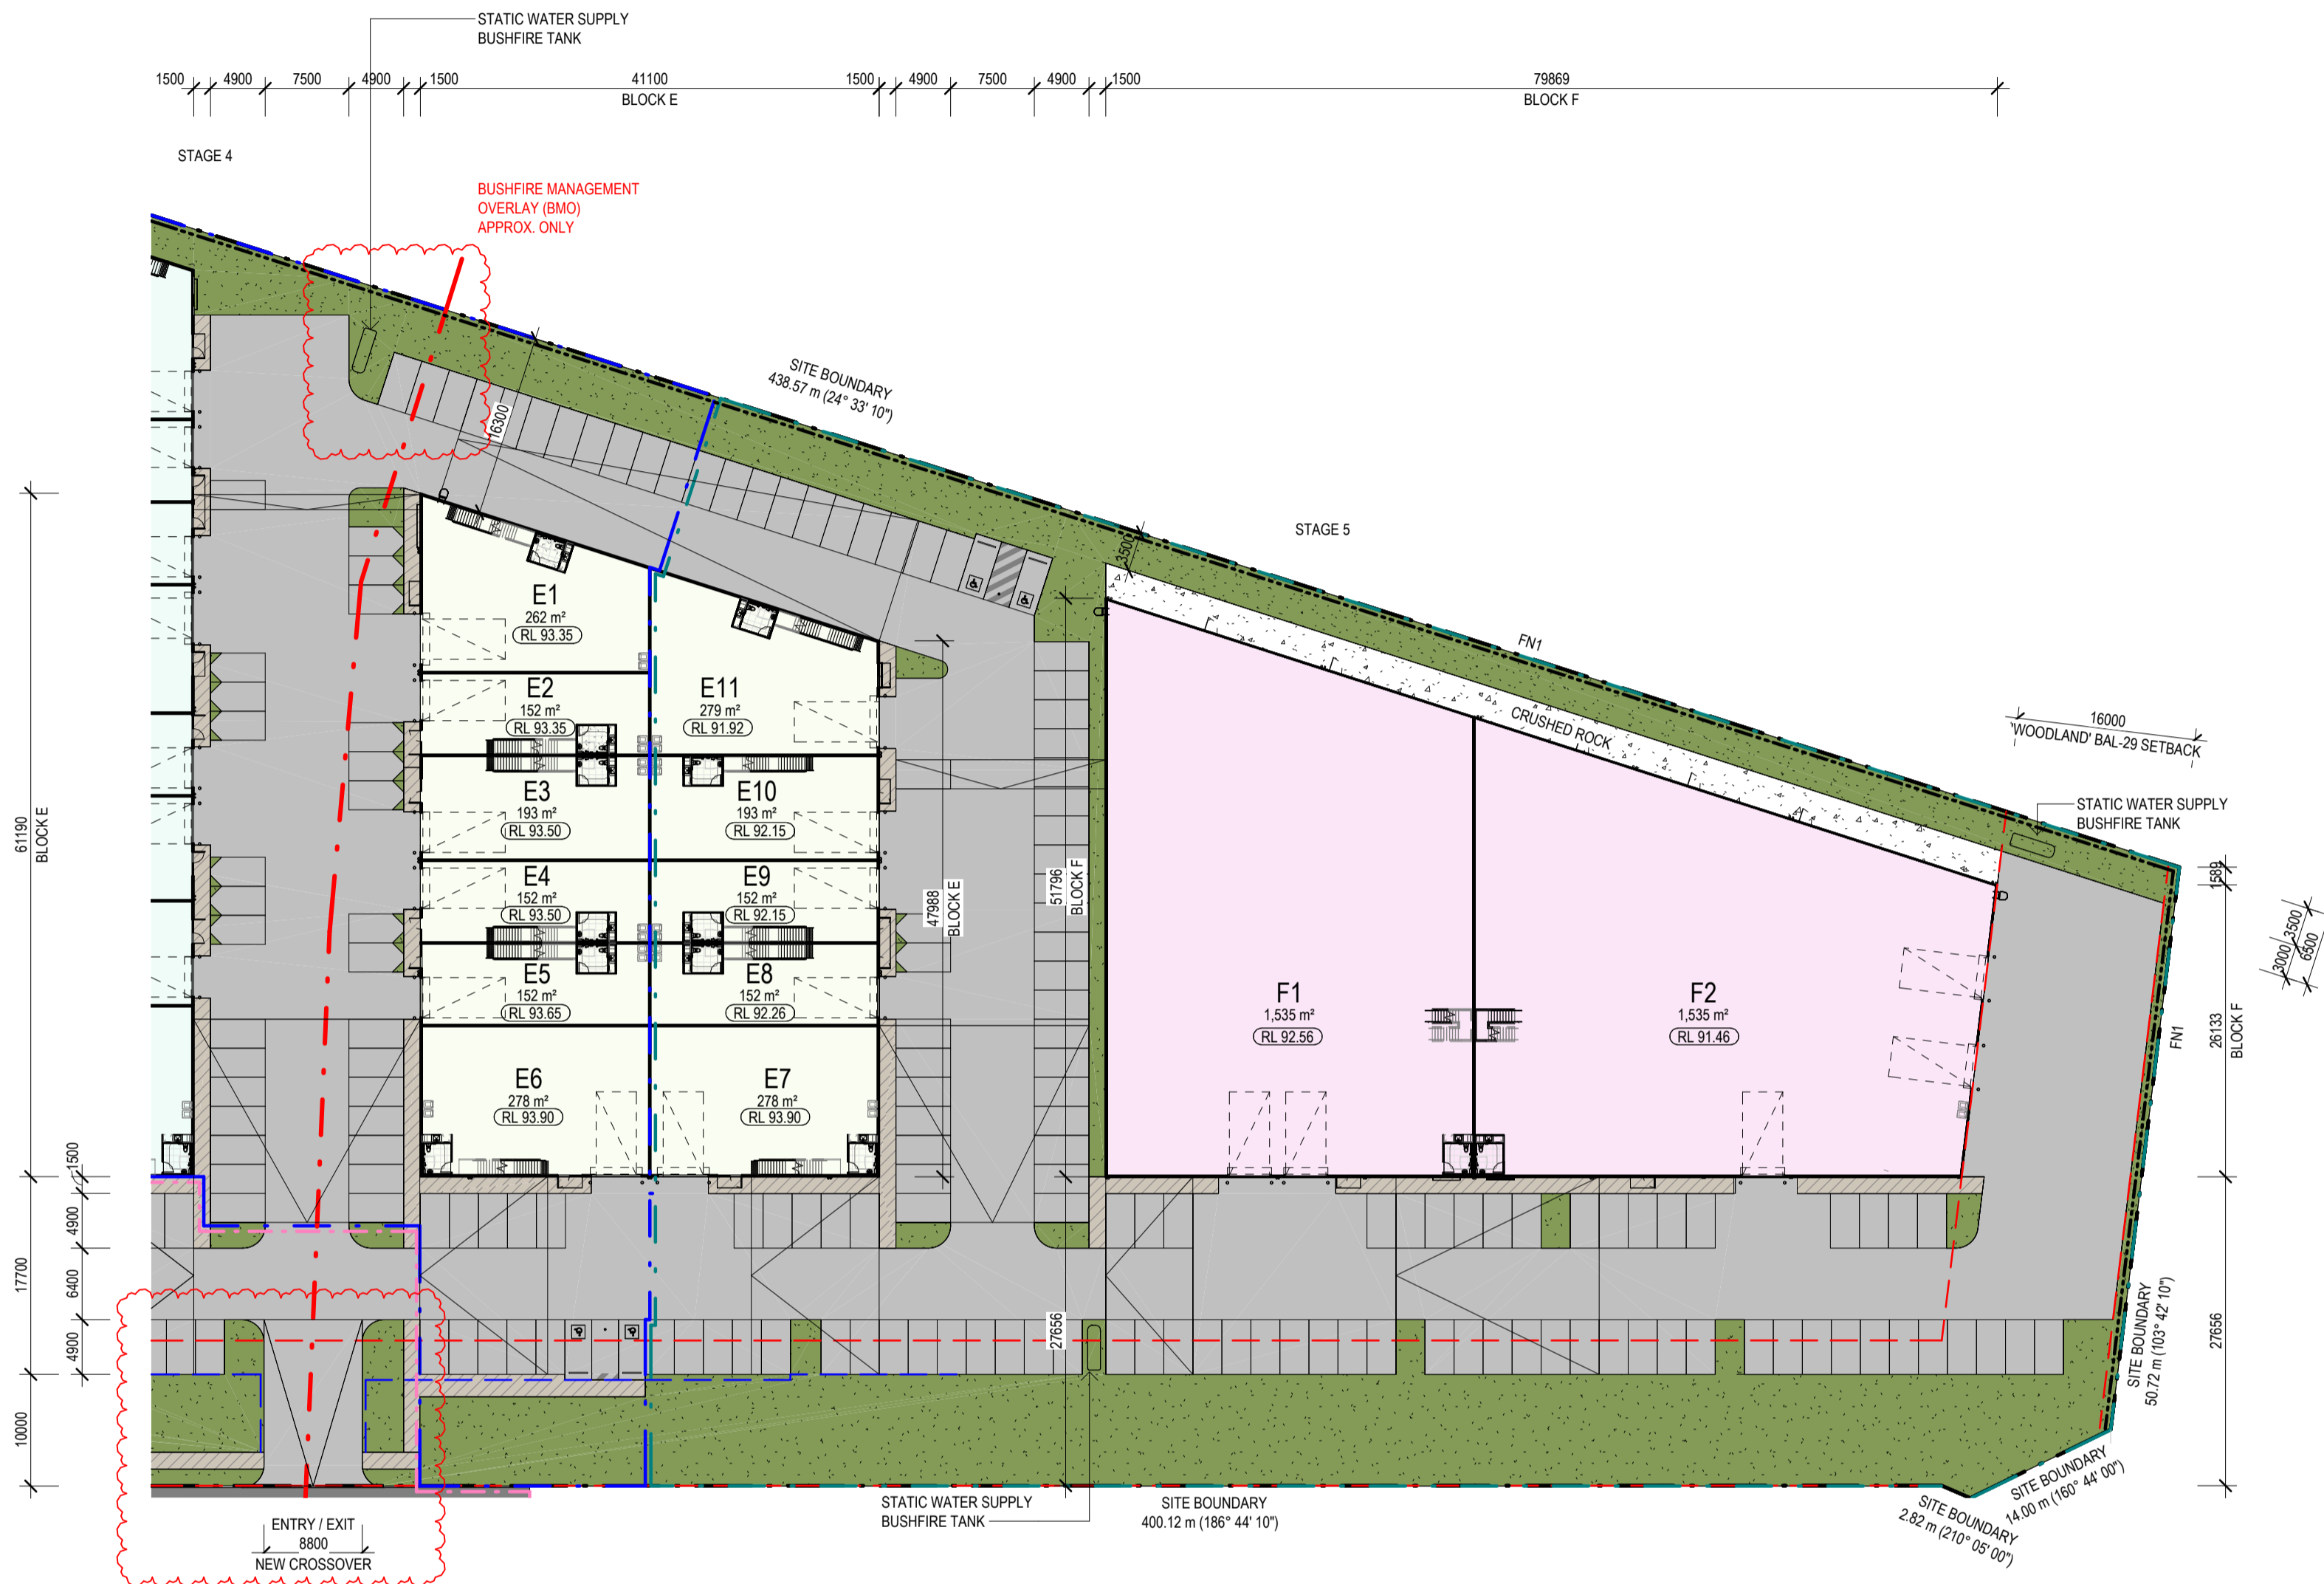 STATIC WATER SUPPLY
BUSHFIRE TANK
1500 4900 7500 4900 1500 41100 1500 4900 7500 4900 1500 79869
BLOCK E
BLOCK F
STAGE 4
BUSHFIRE MANAGEMENT
OVERLAY (BMO)
APPROX. ONLY
SITE BOUNDARY
438.57 m (24° 33' 10")
16300
STAGE 5
3500
FN1
CRUSHED ROCK
16000
'WOODLAND' BAL-29 SETBACK
STATIC WATER SUPPLY
BUSHFIRE TANK
61190
BLOCK E
E1
262 m²
RL 93.35
E2
152 m²
RL 93.35
E11
279 m²
RL 91.92
E3
193 m²
RL 93.50
E10
193 m²
RL 92.15
E4
152 m²
RL 93.50
E9
152 m²
RL 92.15
E5
152 m²
RL 93.65
E8
152 m²
RL 92.26
E6
278 m²
RL 93.90
E7
278 m²
RL 93.90
47988
BLOCK E
51796
BLOCK F
F1
1,535 m²
RL 92.56
F2
1,535 m²
RL 91.46
1589
3500
3000
6500
26133
BLOCK F
FN1
1500
4900
17700
6400
4900
10000
27656
27656
SITE BOUNDARY
50.72 m (103° 42' 10")
SITE BOUNDARY
14.00 m (160° 44' 00")
SITE BOUNDARY
2.82 m (210° 05' 00")
STATIC WATER SUPPLY
BUSHFIRE TANK
SITE BOUNDARY
400.12 m (186° 44' 10")
ENTRY / EXIT
8800
NEW CROSSOVER